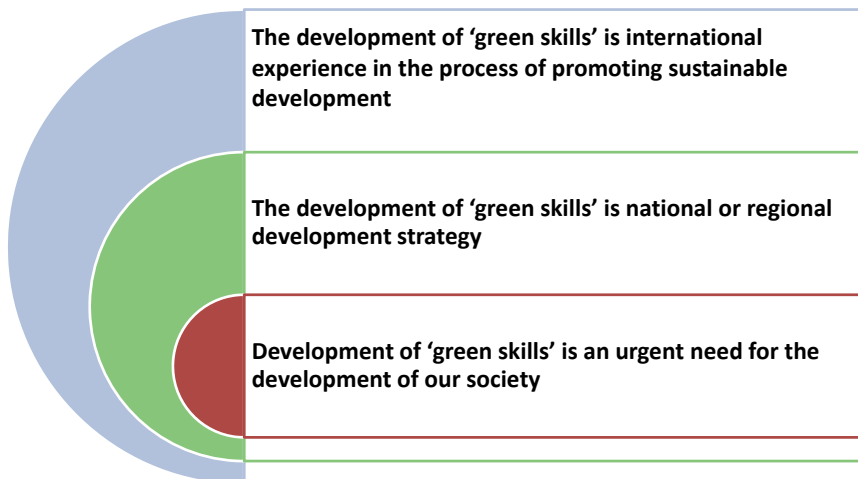 The development of ‘green skills’ is international
experience in the process of promoting sustainable
development
The development of ‘green skills’ is national or regional
development strategy
Development of ‘green skills’ is an urgent need for the
development of our society